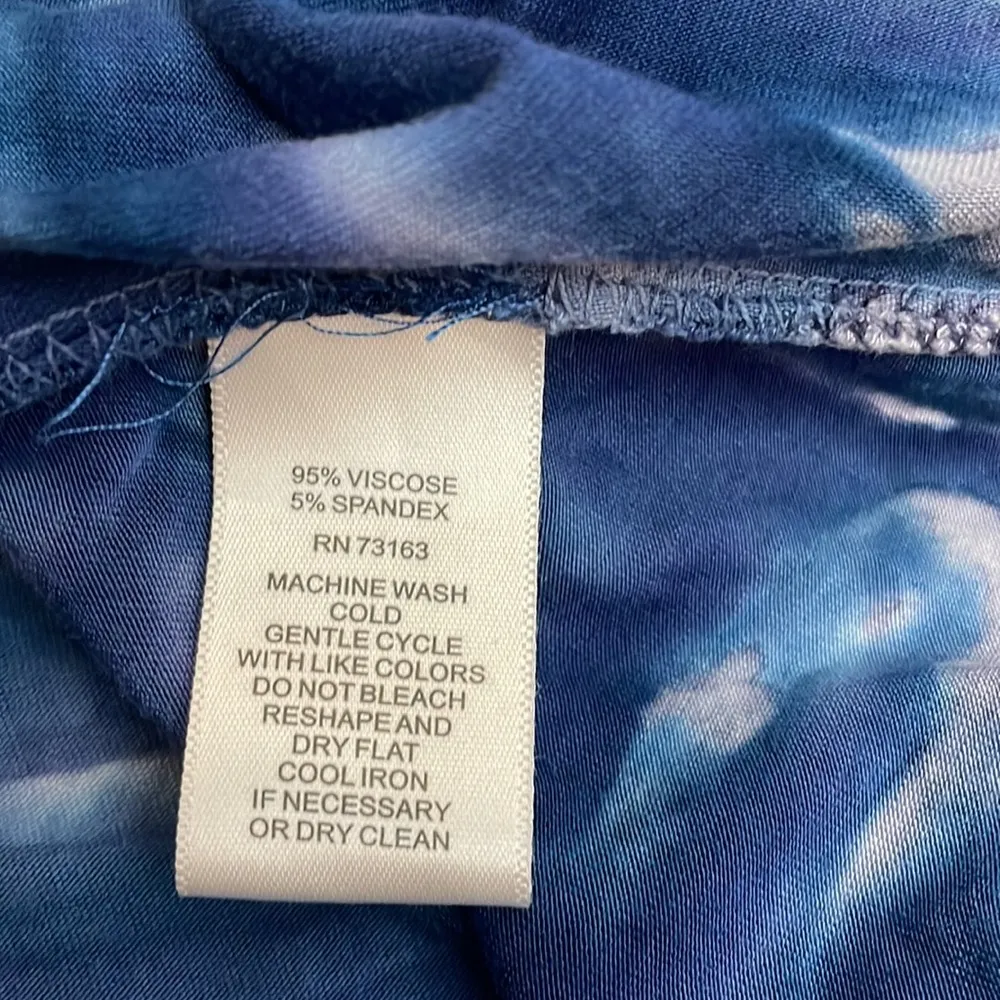 95% VISCOSE
5% SPANDEX
RN 73163
MACHINE WASH
COLD
GENTLE CYCLE
WITH LIKE COLORS
DO NOT BLEACH
RESHAPE AND
DRY FLAT
COOL IRON
IF NECESSARY
OR DRY CLEAN